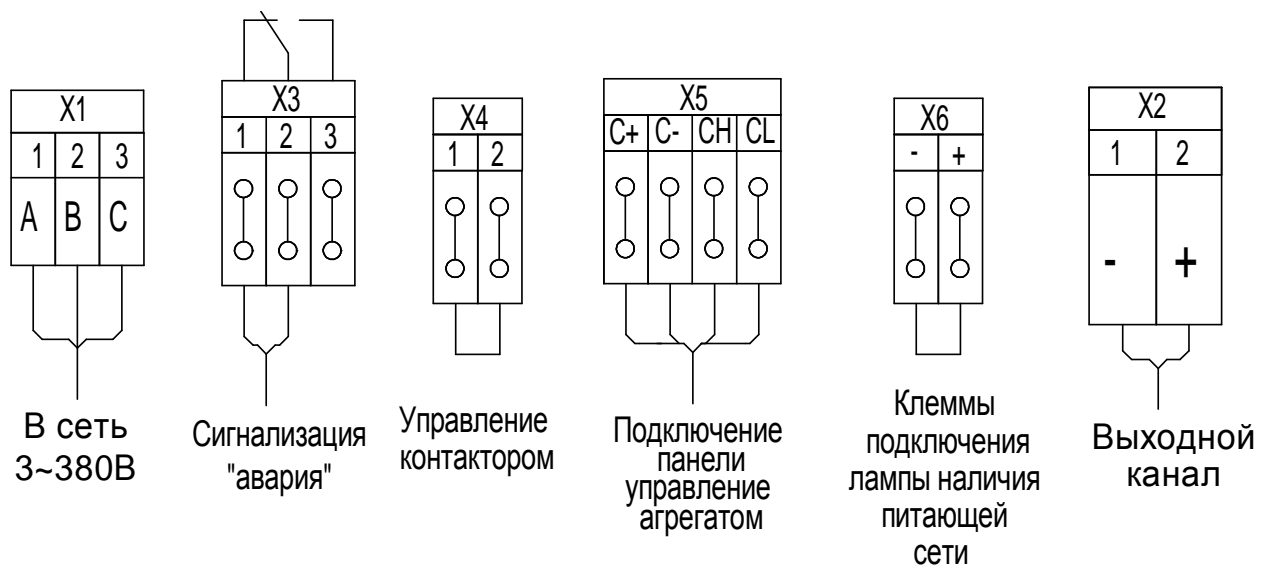 X1
1 2 3
A B C
В сеть
3~380В
X3
1 2 3
Сигнализация
"авария"
X4
1 2
Управление
контактором
X5
C+ C- CH CL
Подключение
панели
управление
агрегатом
X6
- +
Клеммы
подключения
лампы наличия
питающей
сети
X2
1 2
- +
Выходной
канал